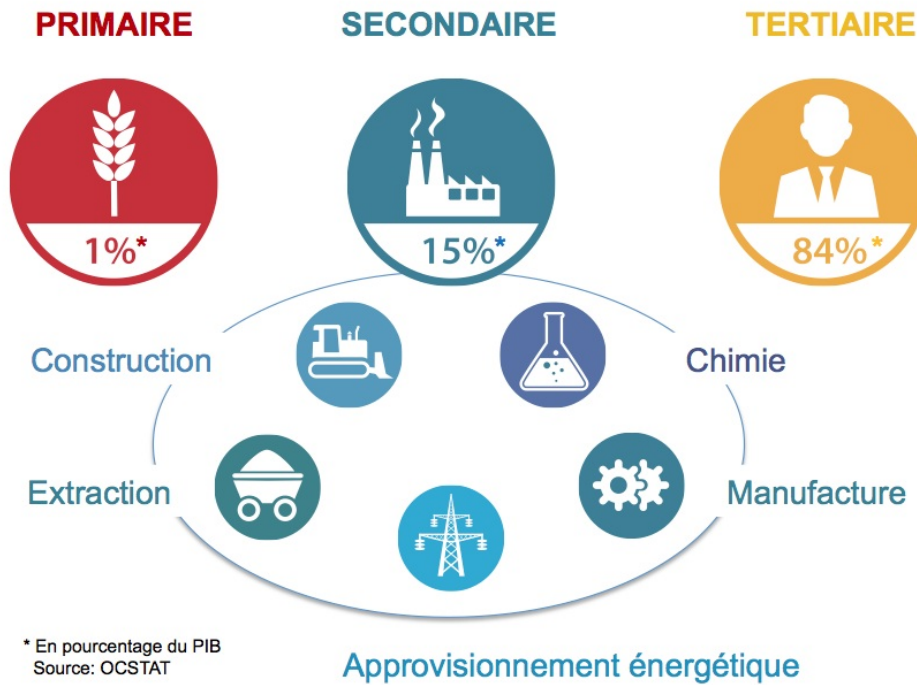 PRIMAIRE
SECONDAIRE
TERTIAIRE
1%*
15%*
84%*
Construction
Chimie
Extraction
Manufacture
* En pourcentage du PIB
Source: OCSTAT
Approvisionnement énergétique